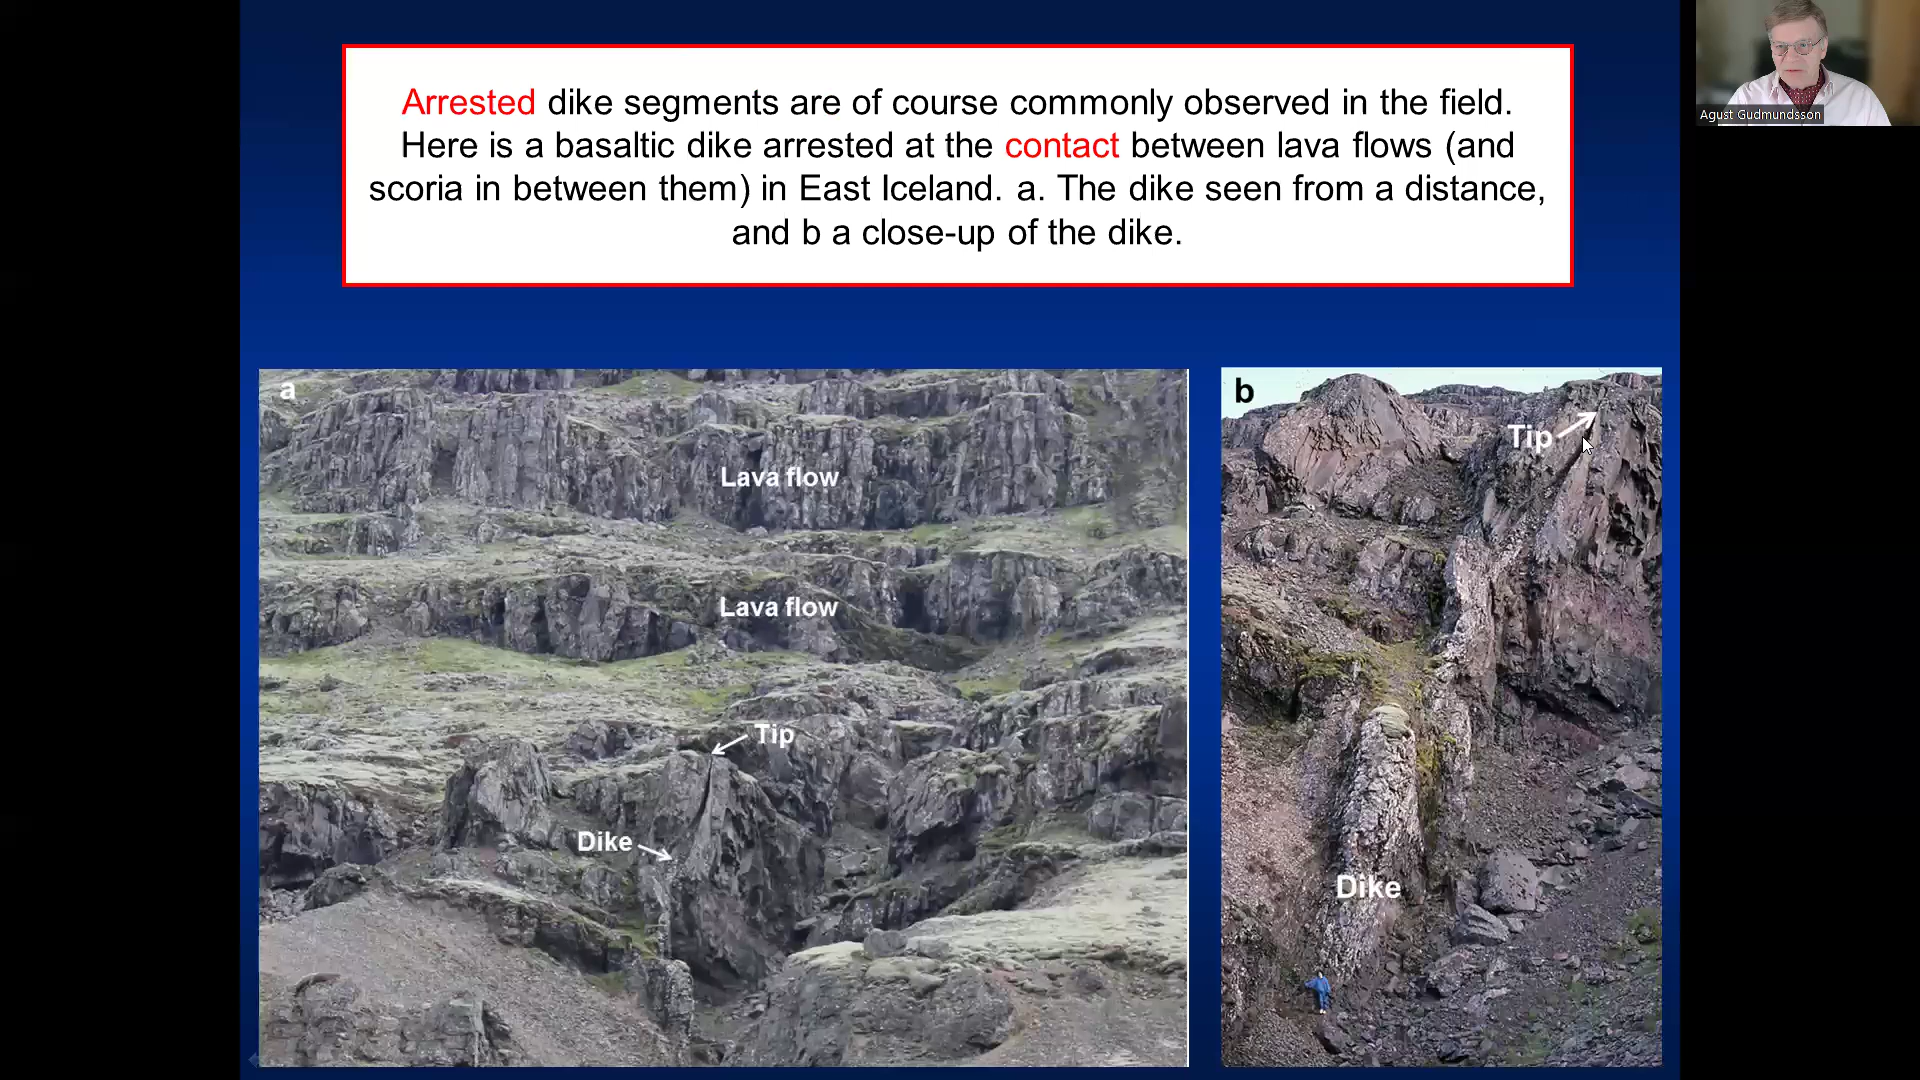 Arrested dike segments are of course commonly observed in the field.
Here is a basaltic dike arrested at the contact between lava flows (and
scoria in between them) in East Iceland. a. The dike seen from a distance,
and b a close-up of the dike.
Agust Gudmundsson
a
Lava flow
Lava flow
Tip
Dike
b
Tip
Dike